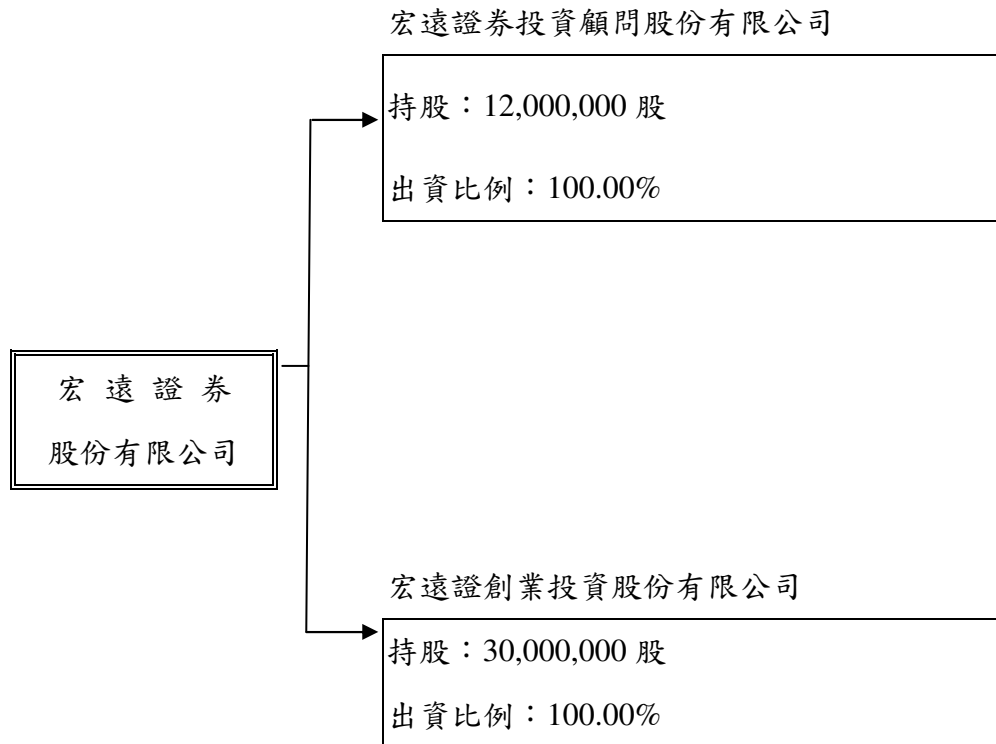 宏遠證券投資顧問股份有限公司
持股：12,000,000 股
出資比例：100.00%
宏 遠 證 券
股份有限公司
宏遠證創業投資股份有限公司
持股：30,000,000 股
出資比例：100.00%